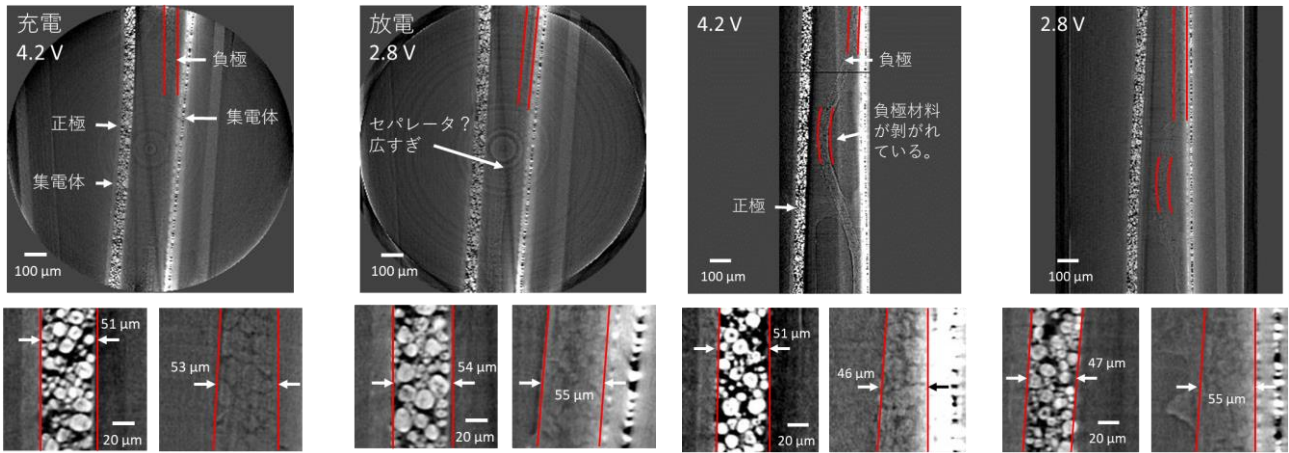 充電
4.2 V
負極
正極
集電体
集電体
100 μm
放電
2.8 V
セパレータ？
広すぎ
100 μm
4.2 V
負極
負極材料
が剝がれ
ている。
正極
100 μm
2.8 V
100 μm
51 μm
20 μm
53 μm
54 μm
20 μm
55 μm
51 μm
20 μm
46 μm
47 μm
20 μm
55 μm